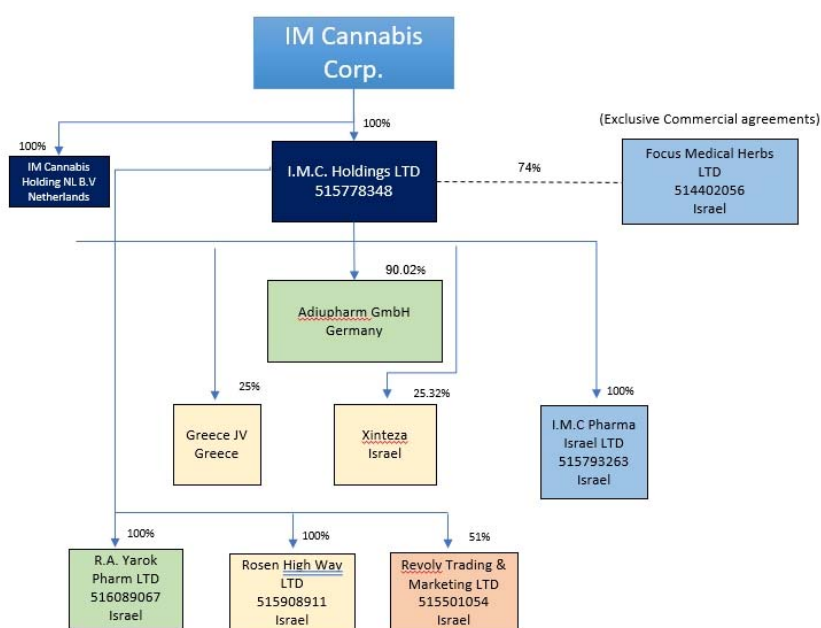 IM Cannabis
Corp.
100%
100%
(Exclusive Commercial agreements)
IM Cannabis
Holding NL B.V
Netherlands
I.M.C. Holdings LTD
515778348
74%
Focus Medical Herbs
LTD
514402056
Israel
90.02%
Adiupharm GmbH
Germany
25%
Greece JV
Greece
25.32%
Xinteza
Israel
100%
I.M.C Pharma
Israel LTD
515793263
Israel
100%
R.A. Yarok
Pharm LTD
516089067
Israel
100%
Rosen High Way
LTD
515908911
Israel
51%
Revoly Trading &
Marketing LTD
515501054
Israel